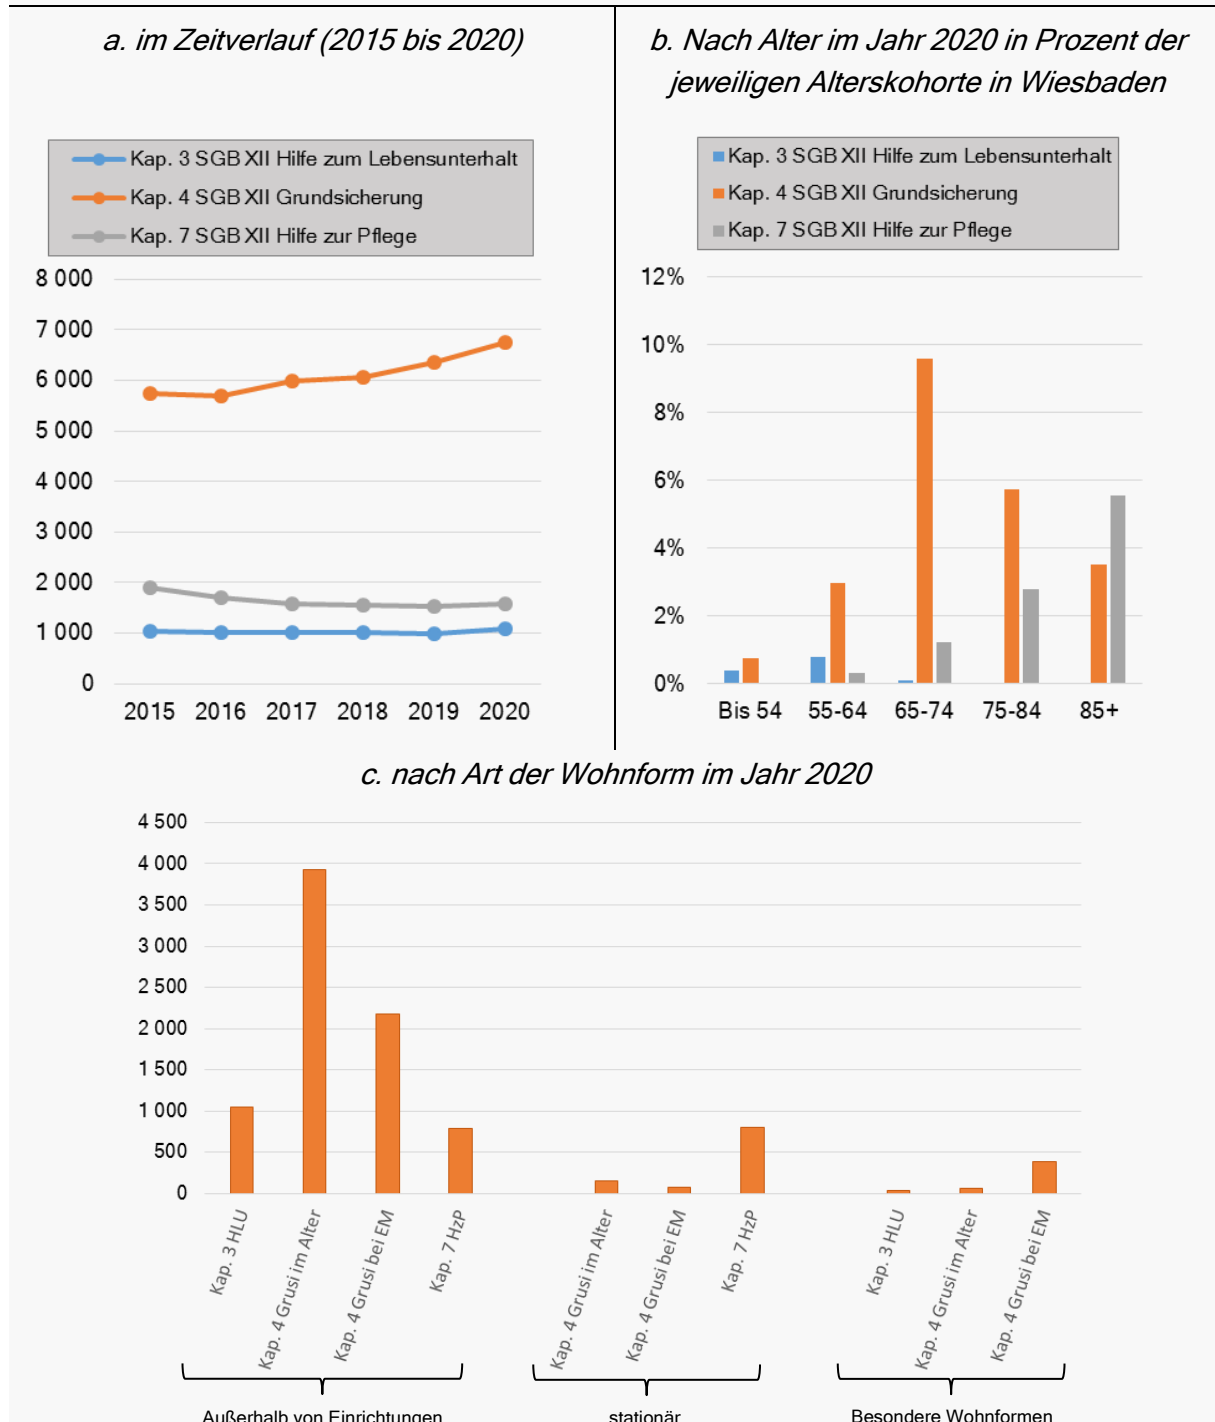 a. im Zeitverlauf (2015 bis 2020)
Kap. 3 SGB XII Hilfe zum Lebensunterhalt
Kap. 4 SGB XII Grundsicherung
Kap. 7 SGB XII Hilfe zur Pflege
8 000
7 000
6 000
5 000
4 000
3 000
2 000
1 000
0
2015 2016 2017 2018 2019 2020
b. Nach Alter im Jahr 2020 in Prozent der
jeweiligen Alterskohorte in Wiesbaden
Kap. 3 SGB XII Hilfe zum Lebensunterhalt
Kap. 4 SGB XII Grundsicherung
Kap. 7 SGB XII Hilfe zur Pflege
12%
10%
8%
6%
4%
2%
0%
Bis 54 55-64 65-74 75-84 85+
c. nach Art der Wohnform im Jahr 2020
4 500
4 000
3 500
3 000
2 500
2 000
1 500
1 000
500
0
Kap. 3 HLU
Kap. 4 Grusi im Alter
Kap. 4 Grusi bei EM
Kap. 7 HzP
Kap. 4 Grusi im Alter
Kap. 4 Grusi bei EM
Kap. 7 HzP
Kap. 3 HLU
Kap. 4 Grusi im Alter
Kap. 4 Grusi bei EM
Außerhalb von Einrichtungen
stationär
Besondere Wohnformen